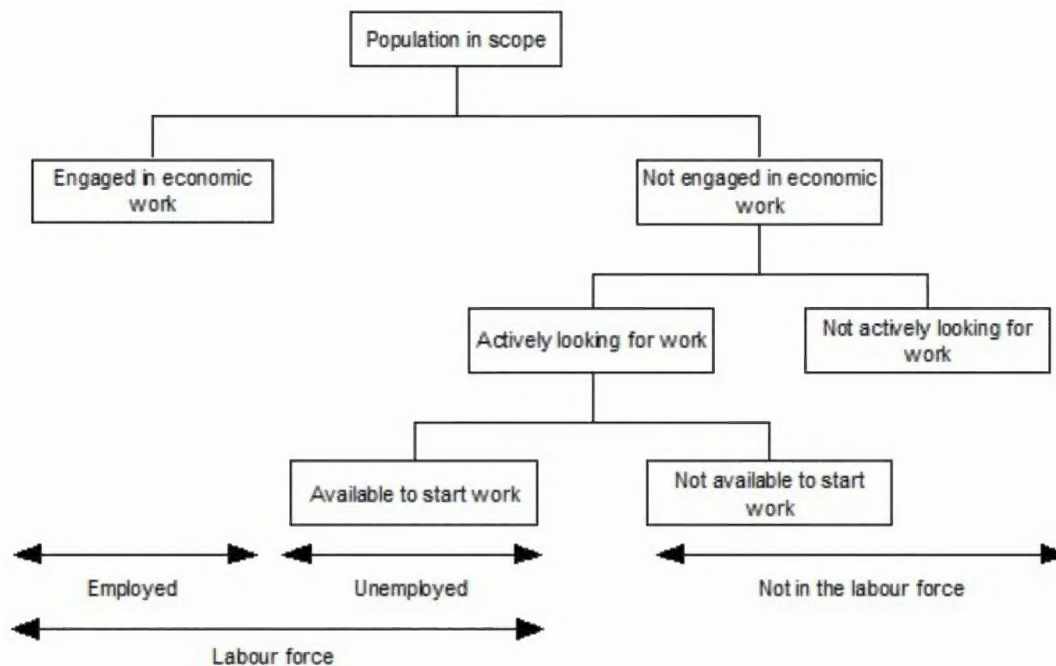 Population in scope
Engaged in economic
work
Not engaged in economic
work
Actively looking for work
Not actively looking for
work
Available to start work
Not available to start
work
Employed
Unemployed
Not in the labour force
Labour force